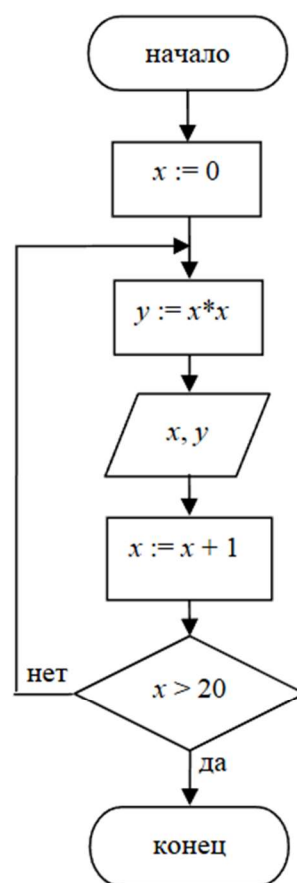 начало
x := 0
y := x*x
x, y
x := x + 1
x > 20
нет
да
конец